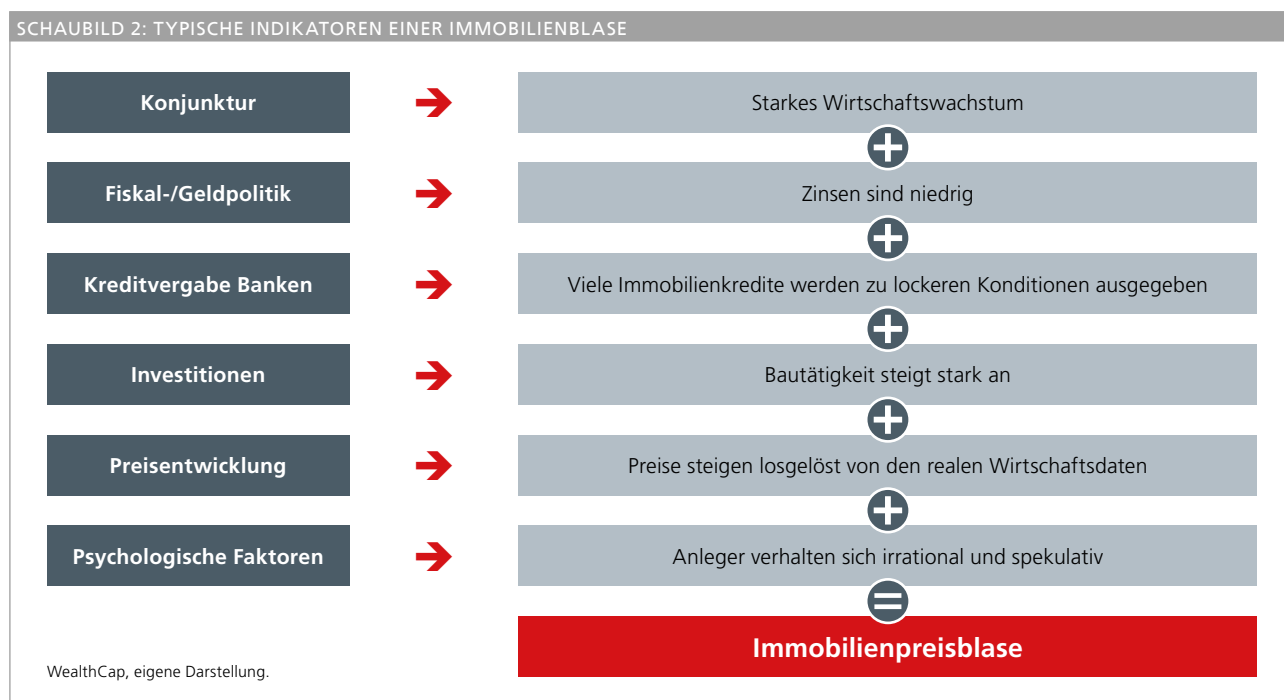 SCHAUBILD 2: TYPISCHE INDIKATOREN EINER IMMOBILIENBLASE
Konjunktur
Starkes Wirtschaftswachstum
Fiskal-/Geldpolitik
Zinsen sind niedrig
Kreditvergabe Banken
Viele Immobilienkredite werden zu lockeren Konditionen ausgegeben
Investitionen
Bautätigkeit steigt stark an
Preisentwicklung
Preise steigen losgelöst von den realen Wirtschaftsdaten
Psychologische Faktoren
Anleger verhalten sich irrational und spekulativ
Immobilienpreisblase
WealthCap, eigene Darstellung.